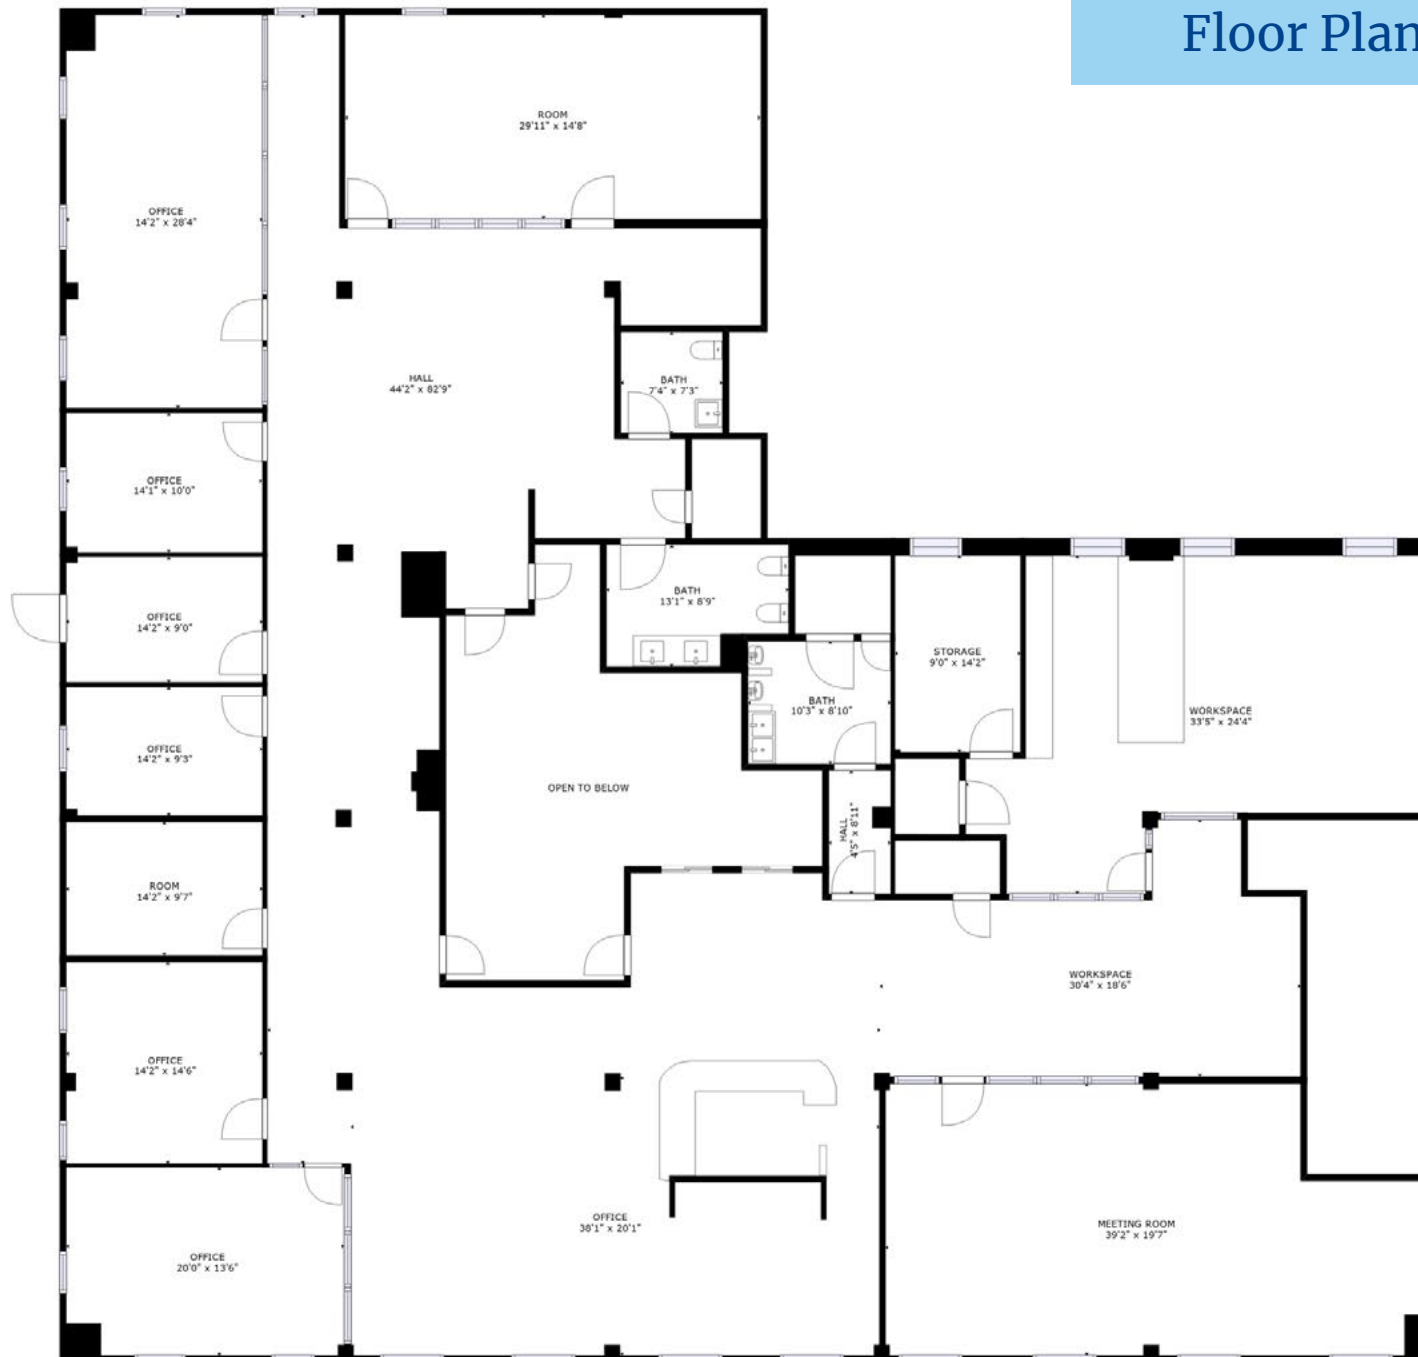 Floor Plan
ROOM
29'11" x 14'8"
OFFICE
14'2" x 28'4"
HALL
44'2" x 82'9"
BATH
7'4" x 7'3"
OFFICE
14'1" x 10'0"
BATH
13'1" x 8'9"
OFFICE
14'2" x 9'0"
STORAGE
9'0" x 14'2"
BATH
10'3" x 8'10"
WORKSPACE
33'5" x 24'4"
OFFICE
14'2" x 9'3"
OPEN TO BELOW
HALL
4'5" x 8'11"
ROOM
14'2" x 9'7"
WORKSPACE
30'4" x 18'6"
OFFICE
14'2" x 14'6"
OFFICE
38'1" x 20'1"
MEETING ROOM
39'2" x 19'7"
OFFICE
20'0" x 13'6"